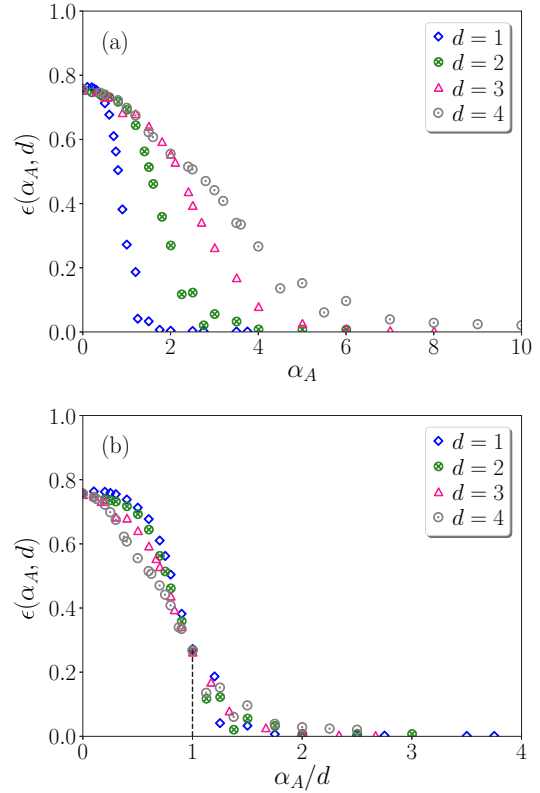 (a)
d = 1
d = 2
d = 3
d = 4
ϵ(α_A, d)
1.0
0.8
0.6
0.4
0.2
0.0
0 2 4 6 8 10
α_A
(b)
d = 1
d = 2
d = 3
d = 4
ϵ(α_A, d)
1.0
0.8
0.6
0.4
0.2
0.0
0 1 2 3 4
α_A/d